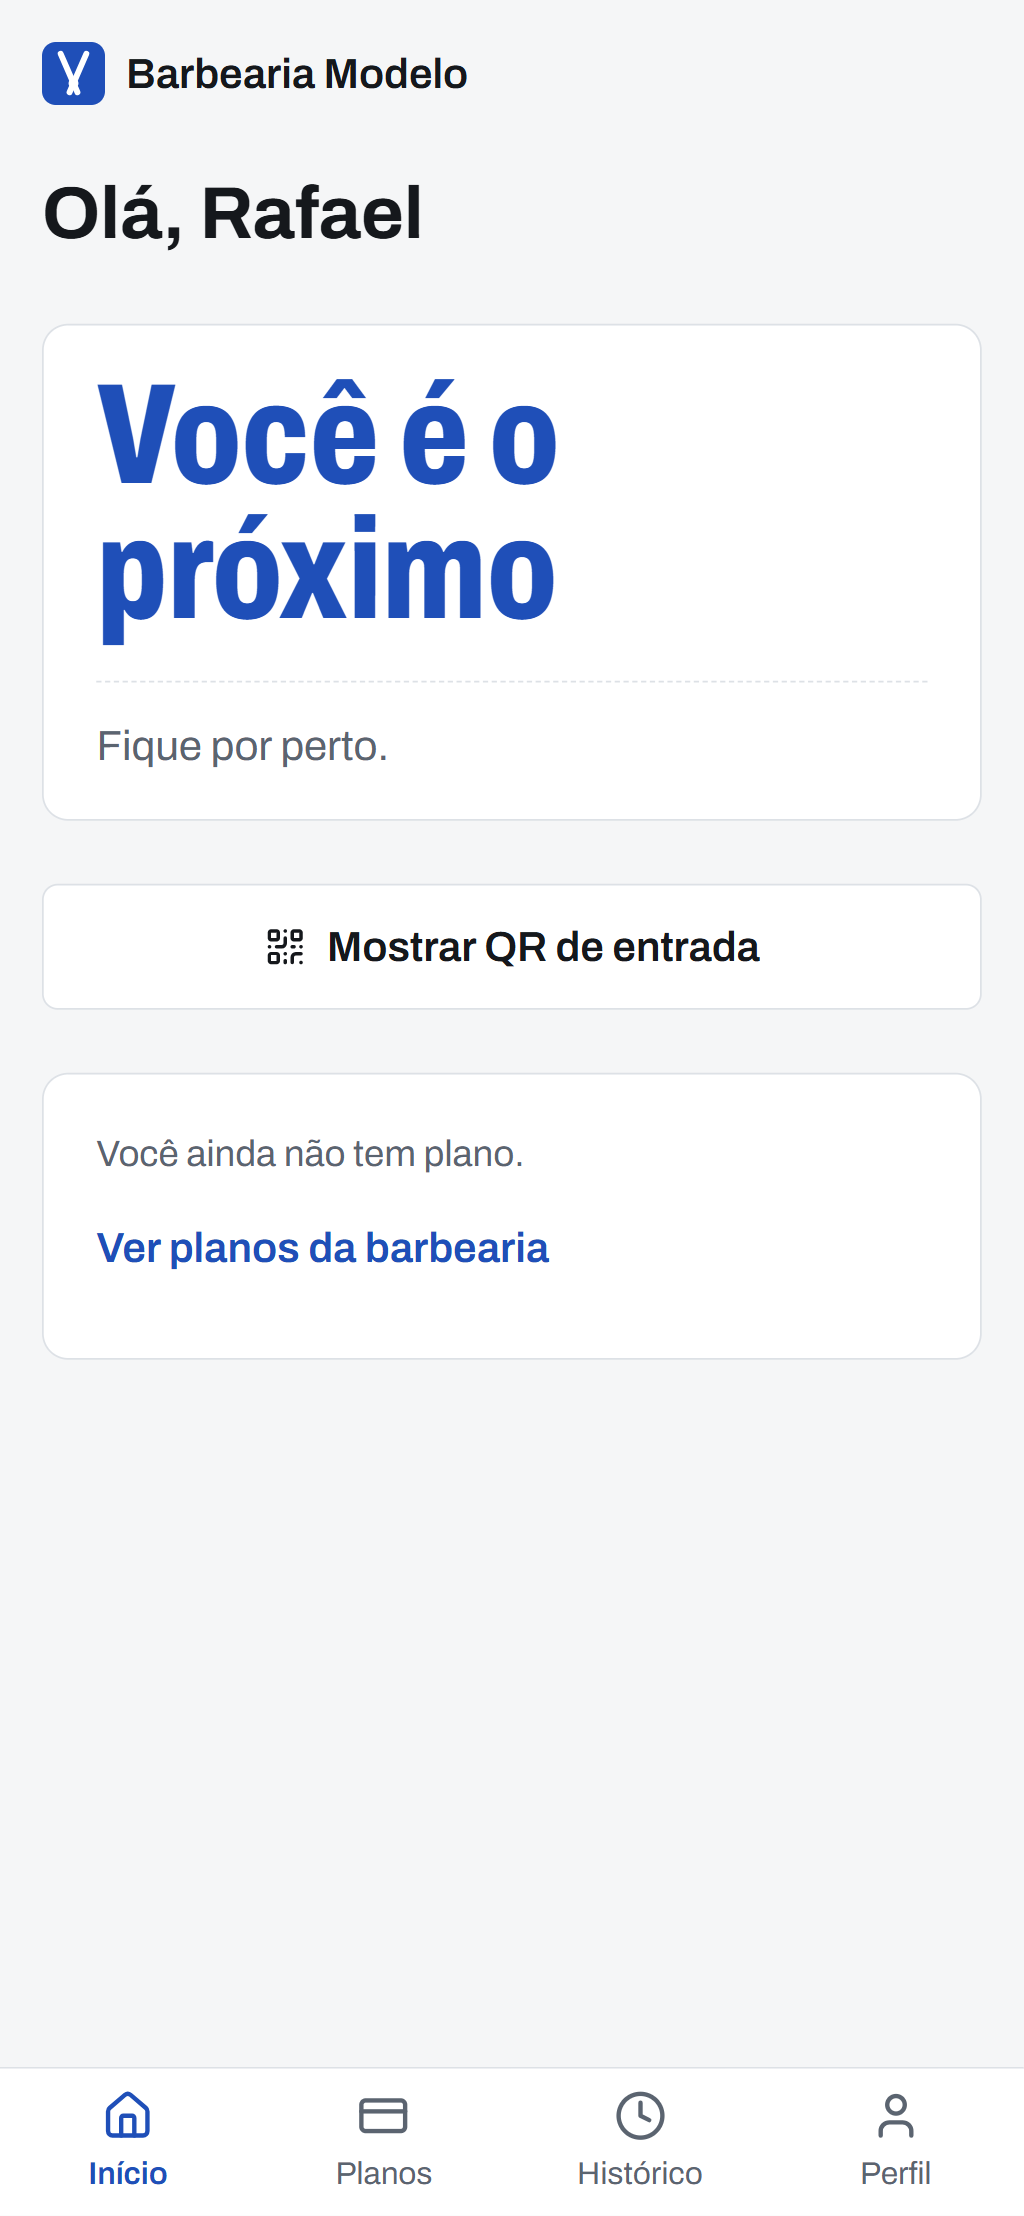 Barbearia Modelo
Olá, Rafael
Você é o
próximo
Fique por perto.
Mostrar QR de entrada
Você ainda não tem plano.
Ver planos da barbearia
Início
Planos
Histórico
Perfil